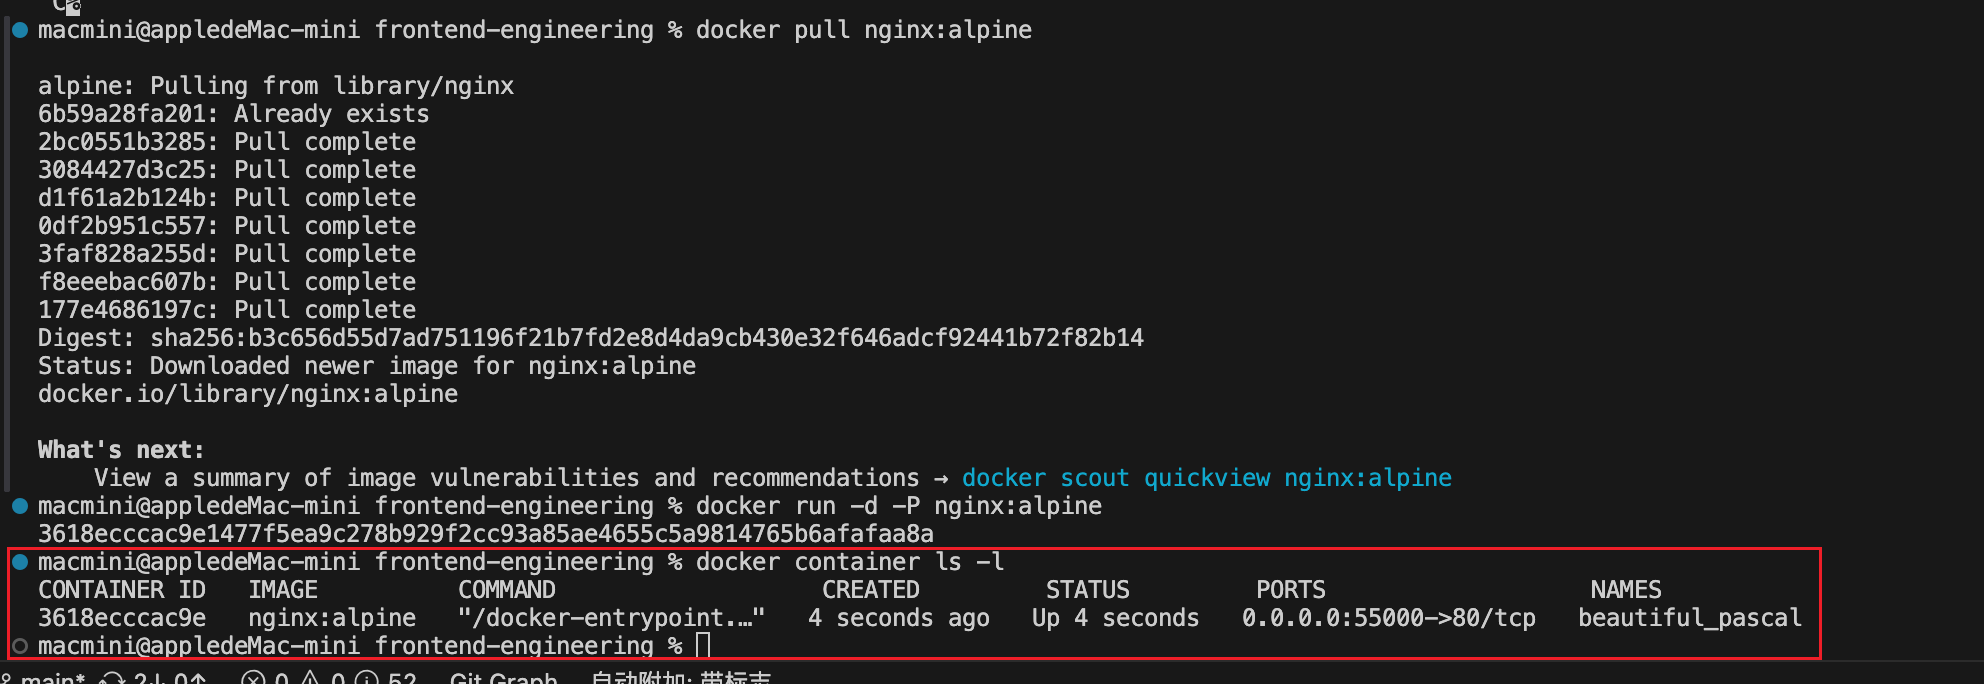 macmini@appledeMac-mini frontend-engineering % docker pull nginx:alpine
alpine: Pulling from library/nginx
6b59a28fa201: Already exists
2bc0551b3285: Pull complete
3084427d3c25: Pull complete
d1f61a2b124b: Pull complete
0df2b951c557: Pull complete
3faf828a255d: Pull complete
f8eeebac607b: Pull complete
177e4686197c: Pull complete
Digest: sha256:b3c656d55d7ad751196f21b7fd2e8d4da9cb430e32f646adcf92441b72f82b14
Status: Downloaded newer image for nginx:alpine
docker.io/library/nginx:alpine
What's next:
View a summary of image vulnerabilities and recommendations → docker scout quickview nginx:alpine
macmini@appledeMac-mini frontend-engineering % docker run -d -P nginx:alpine
3618ecccac9e1477f5ea9c278b929f2cc93a85ae4655c5a9814765b6afafaa8a
macmini@appledeMac-mini frontend-engineering % docker container ls -l
CONTAINER ID IMAGE COMMAND CREATED STATUS PORTS NAMES
3618ecccac9e nginx:alpine "/docker-entrypoint.…" 4 seconds ago Up 4 seconds 0.0.0.0:55000->80/tcp beautiful_pascal
macmini@appledeMac-mini frontend-engineering %
main* 2↓ 0↑ 0 0 52 Git Graph 自动附加: 带标志